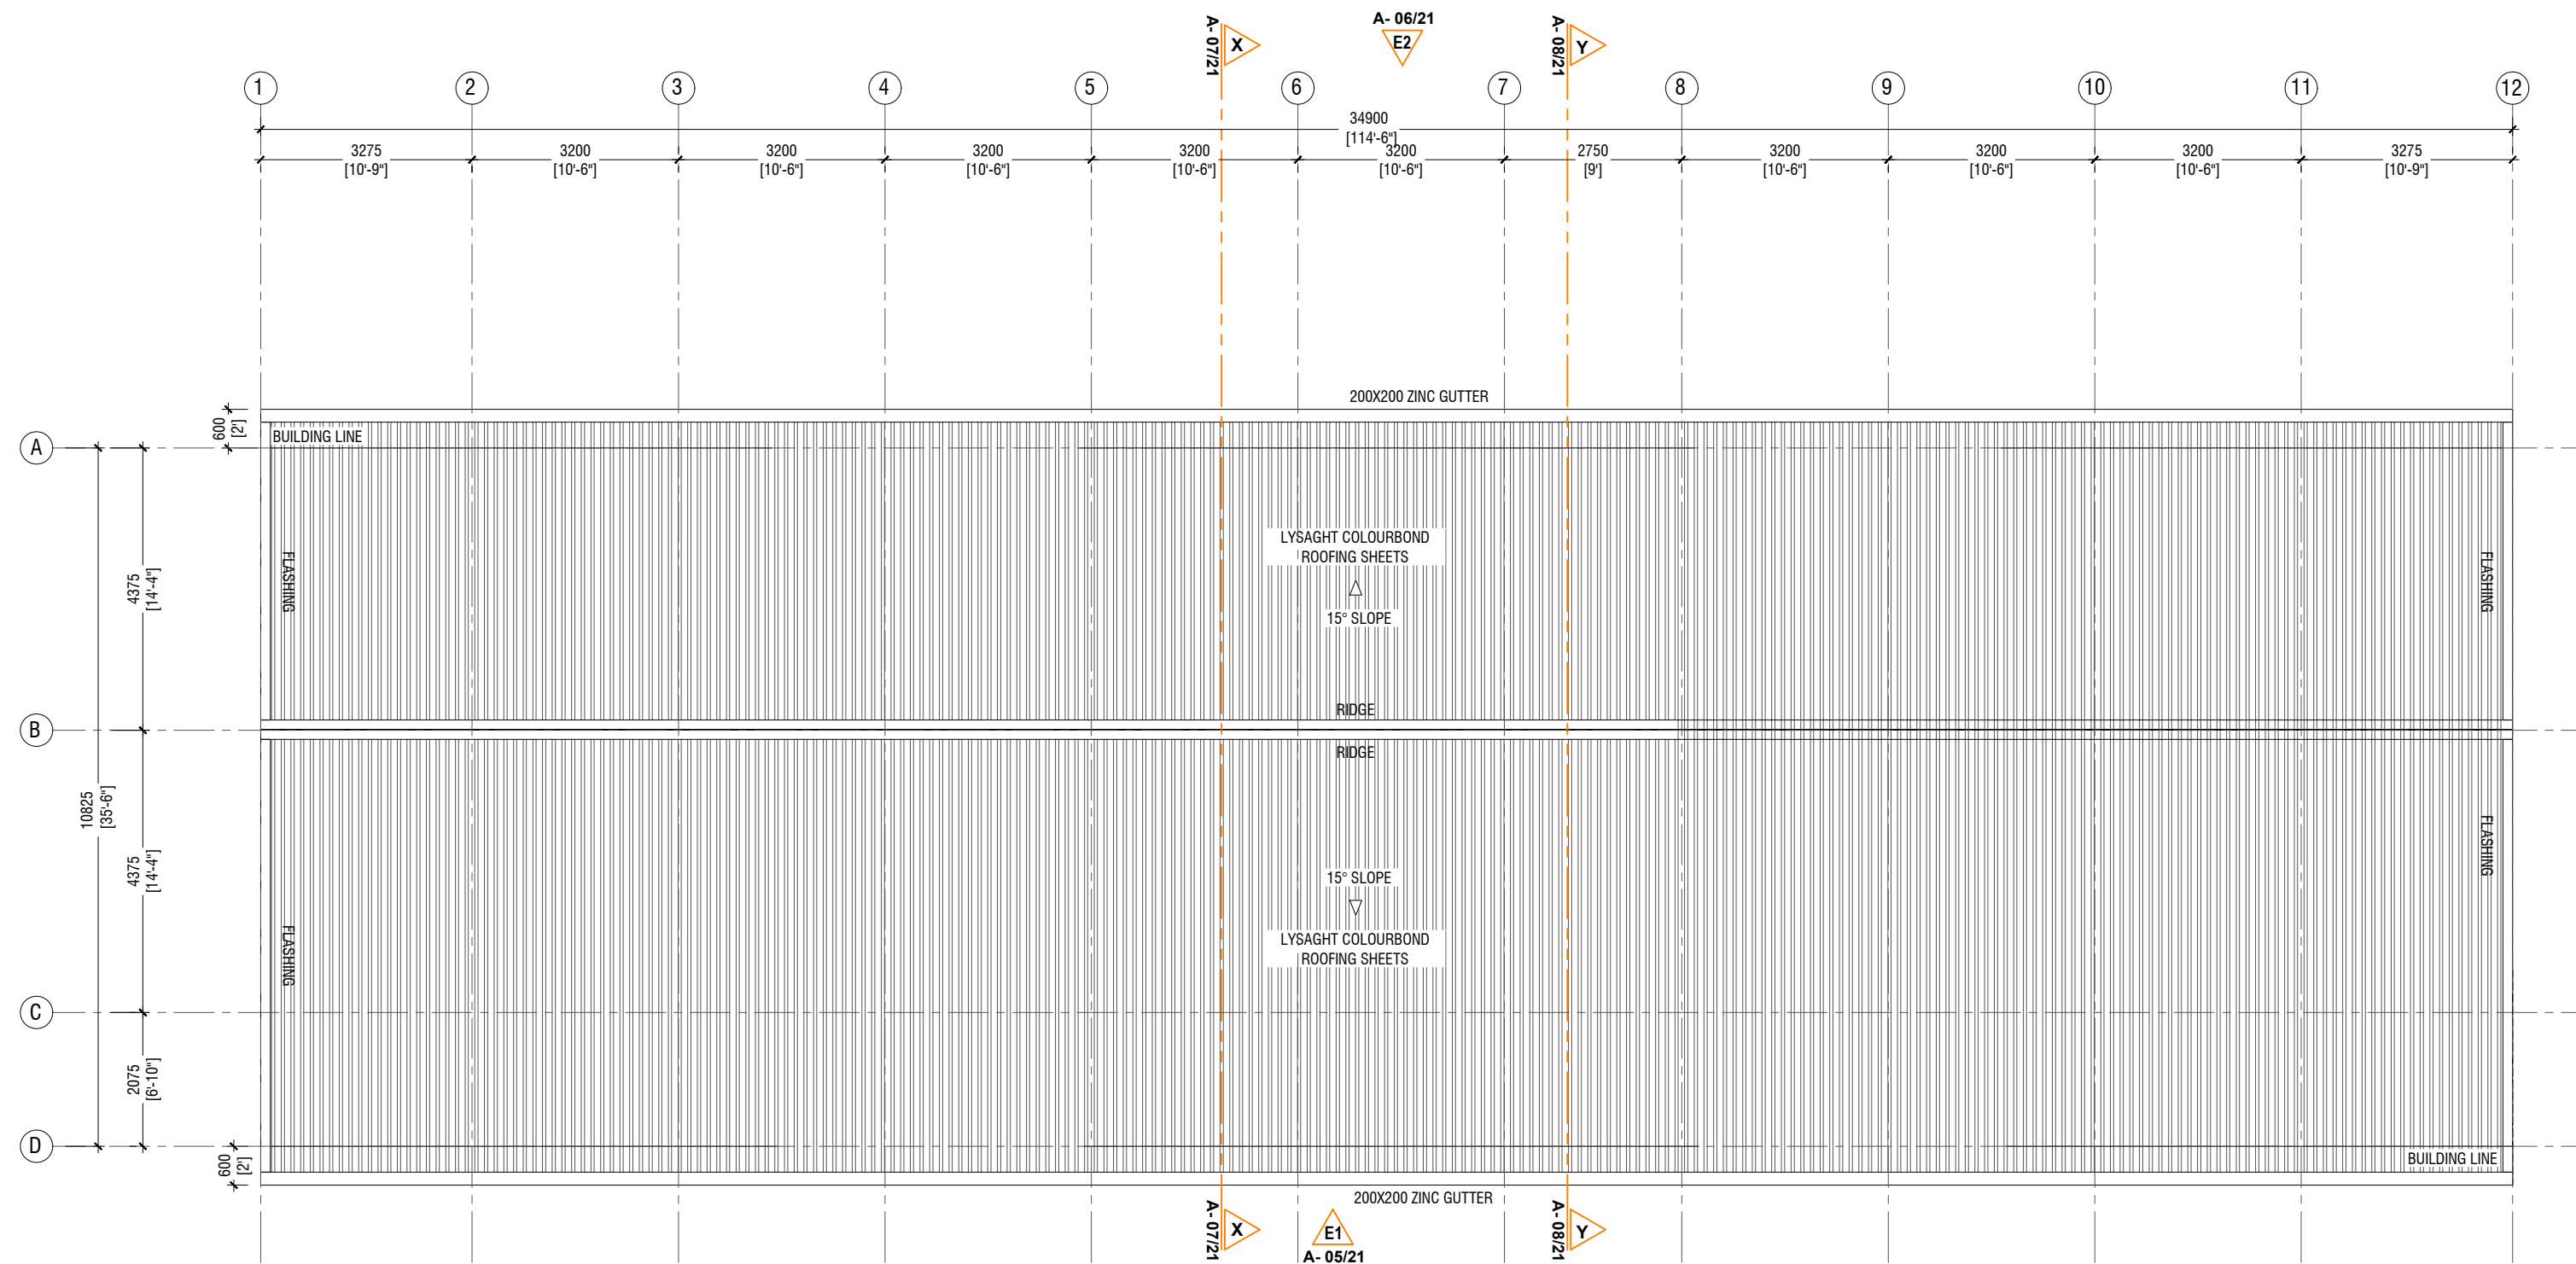 A- 06/21
E2
A- 07/21
X
A- 08/21
Y
1
2
3
4
5
6
7
8
9
10
11
12
34900
[114'-6"]
3275
[10'-9"]
3200
[10'-6"]
3200
[10'-6"]
3200
[10'-6"]
3200
[10'-6"]
3200
[10'-6"]
2750
[9']
3200
[10'-6"]
3200
[10'-6"]
3200
[10'-6"]
3275
[10'-9"]
200X200 ZINC GUTTER
600
[2']
BUILDING LINE
A
LYSAGHT COLOURBOND
ROOFING SHEETS
15° SLOPE
FLASHING
FLASHING
4375
[14'-4"]
RIDGE
B
RIDGE
10825
[35'-6"]
4375
[14'-4"]
15° SLOPE
LYSAGHT COLOURBOND
ROOFING SHEETS
FLASHING
FLASHING
C
2075
[6'-10"]
D
600
[2']
BUILDING LINE
200X200 ZINC GUTTER
A- 07/21
X
E1
A- 05/21
A- 08/21
Y